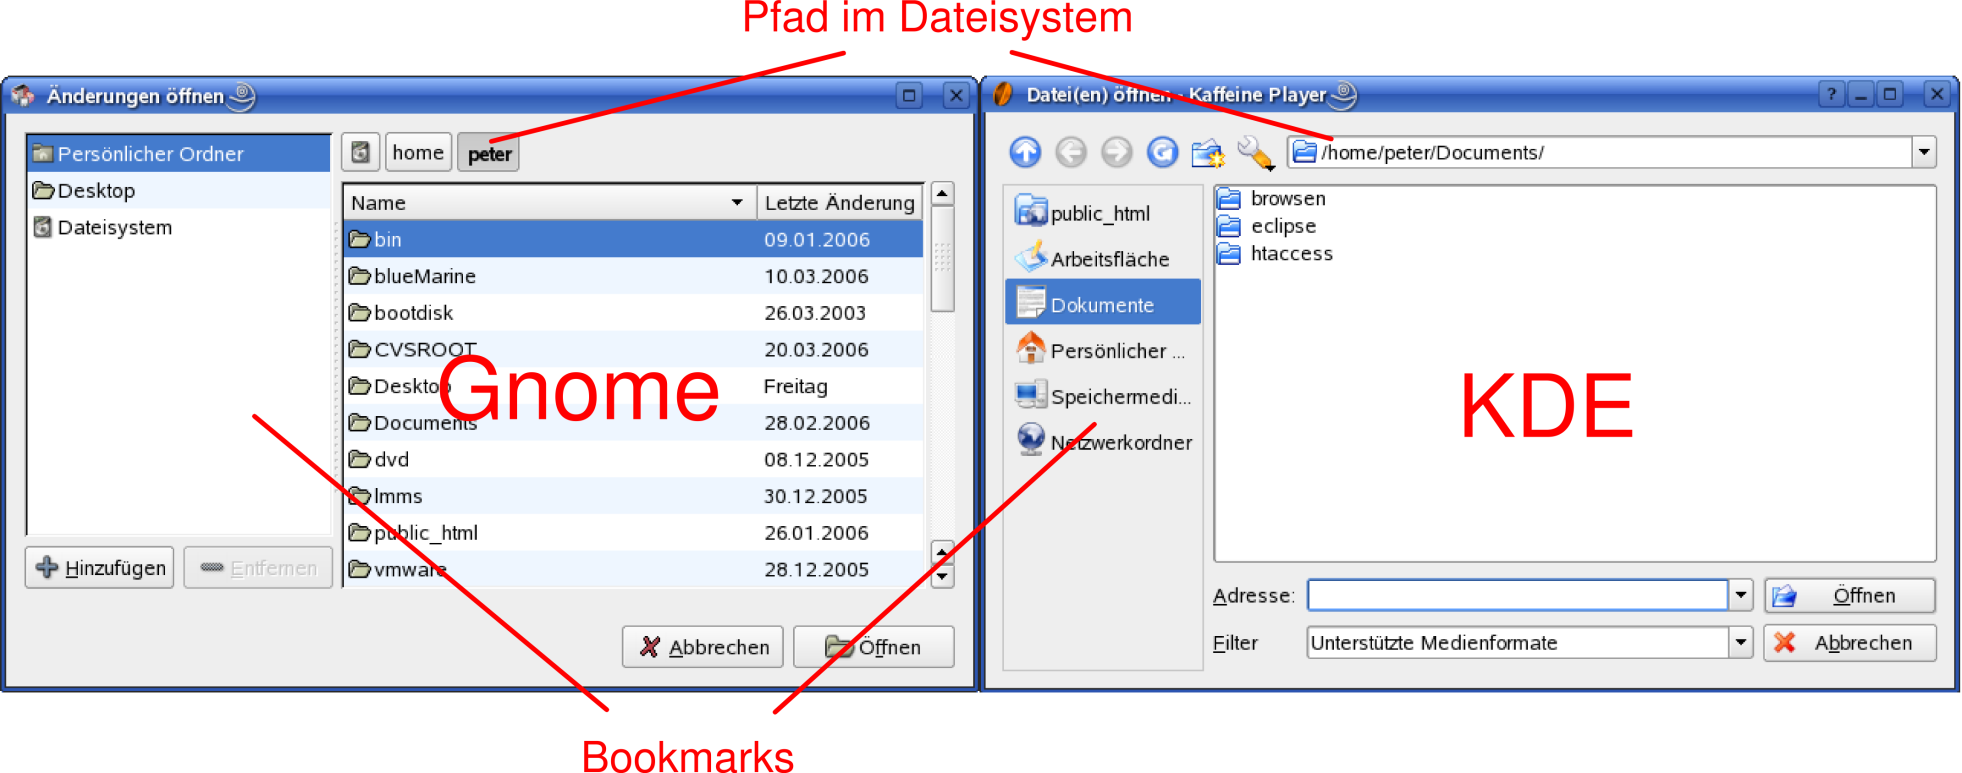 Pfad im Dateisystem
Änderungen öffnen
Persönlicher Ordner
Desktop
Dateisystem
Hinzufügen
Entfernen
home
peter
Name
Letzte Änderung
bin 09.01.2006
blueMarine 10.03.2006
bootdisk 26.03.2003
CVSROOT 20.03.2006
Desktop Freitag
Documents 28.02.2006
dvd 08.12.2005
lmms 30.12.2005
public_html 26.01.2006
vmware 28.12.2005
Gnome
Abbrechen
Öffnen
Datei(en) öffnen - Kaffeine Player
?
/home/peter/Documents/
public_html
Arbeitsfläche
Dokumente
Persönlicher ...
Speichermedi...
Netzwerkordner
browsen
eclipse
htaccess
KDE
Adresse:
Öffnen
Filter
Unterstützte Medienformate
Abbrechen
Bookmarks